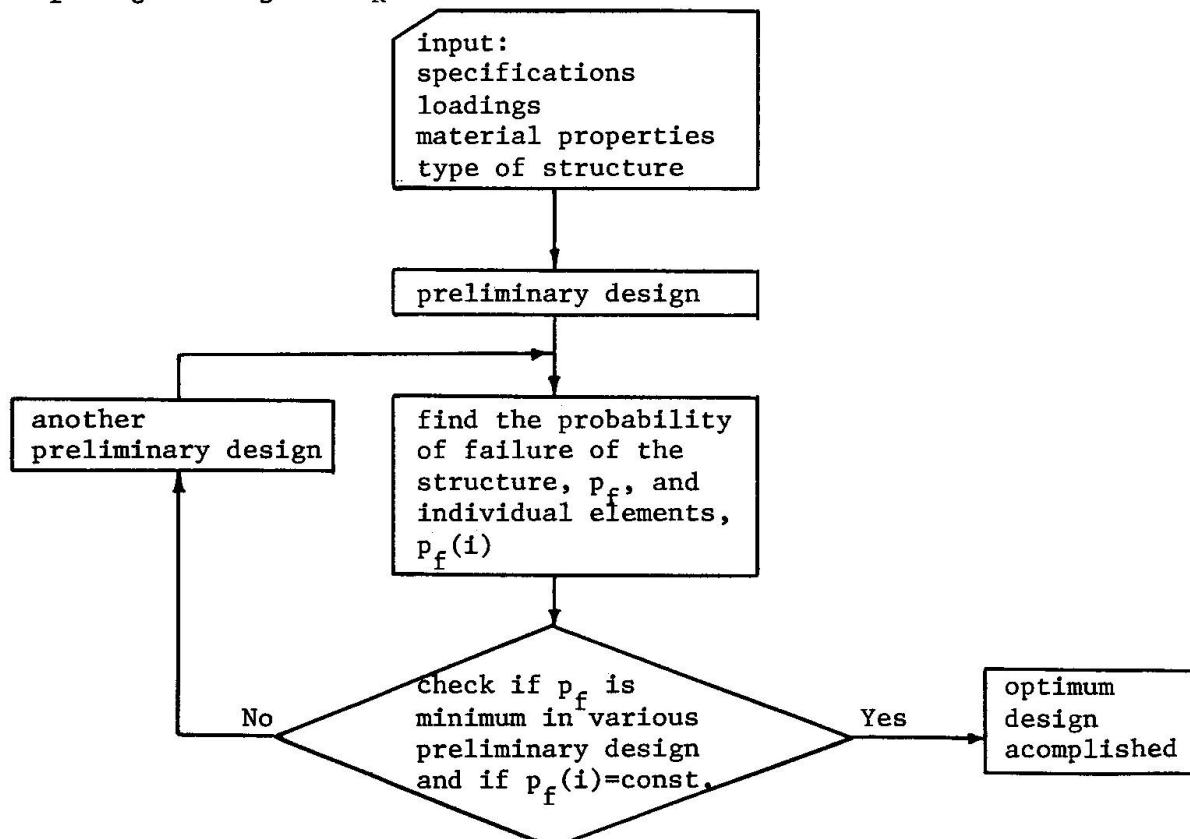 input:
specifications
loadings
material properties
type of structure
preliminary design
another
preliminary design
find the probability
of failure of the
structure, p_f, and
individual elements,
p_f(i)
check if p_f is
minimum in various
preliminary design
and if p_f(i)=const.
No
Yes
optimum
design
acomplished